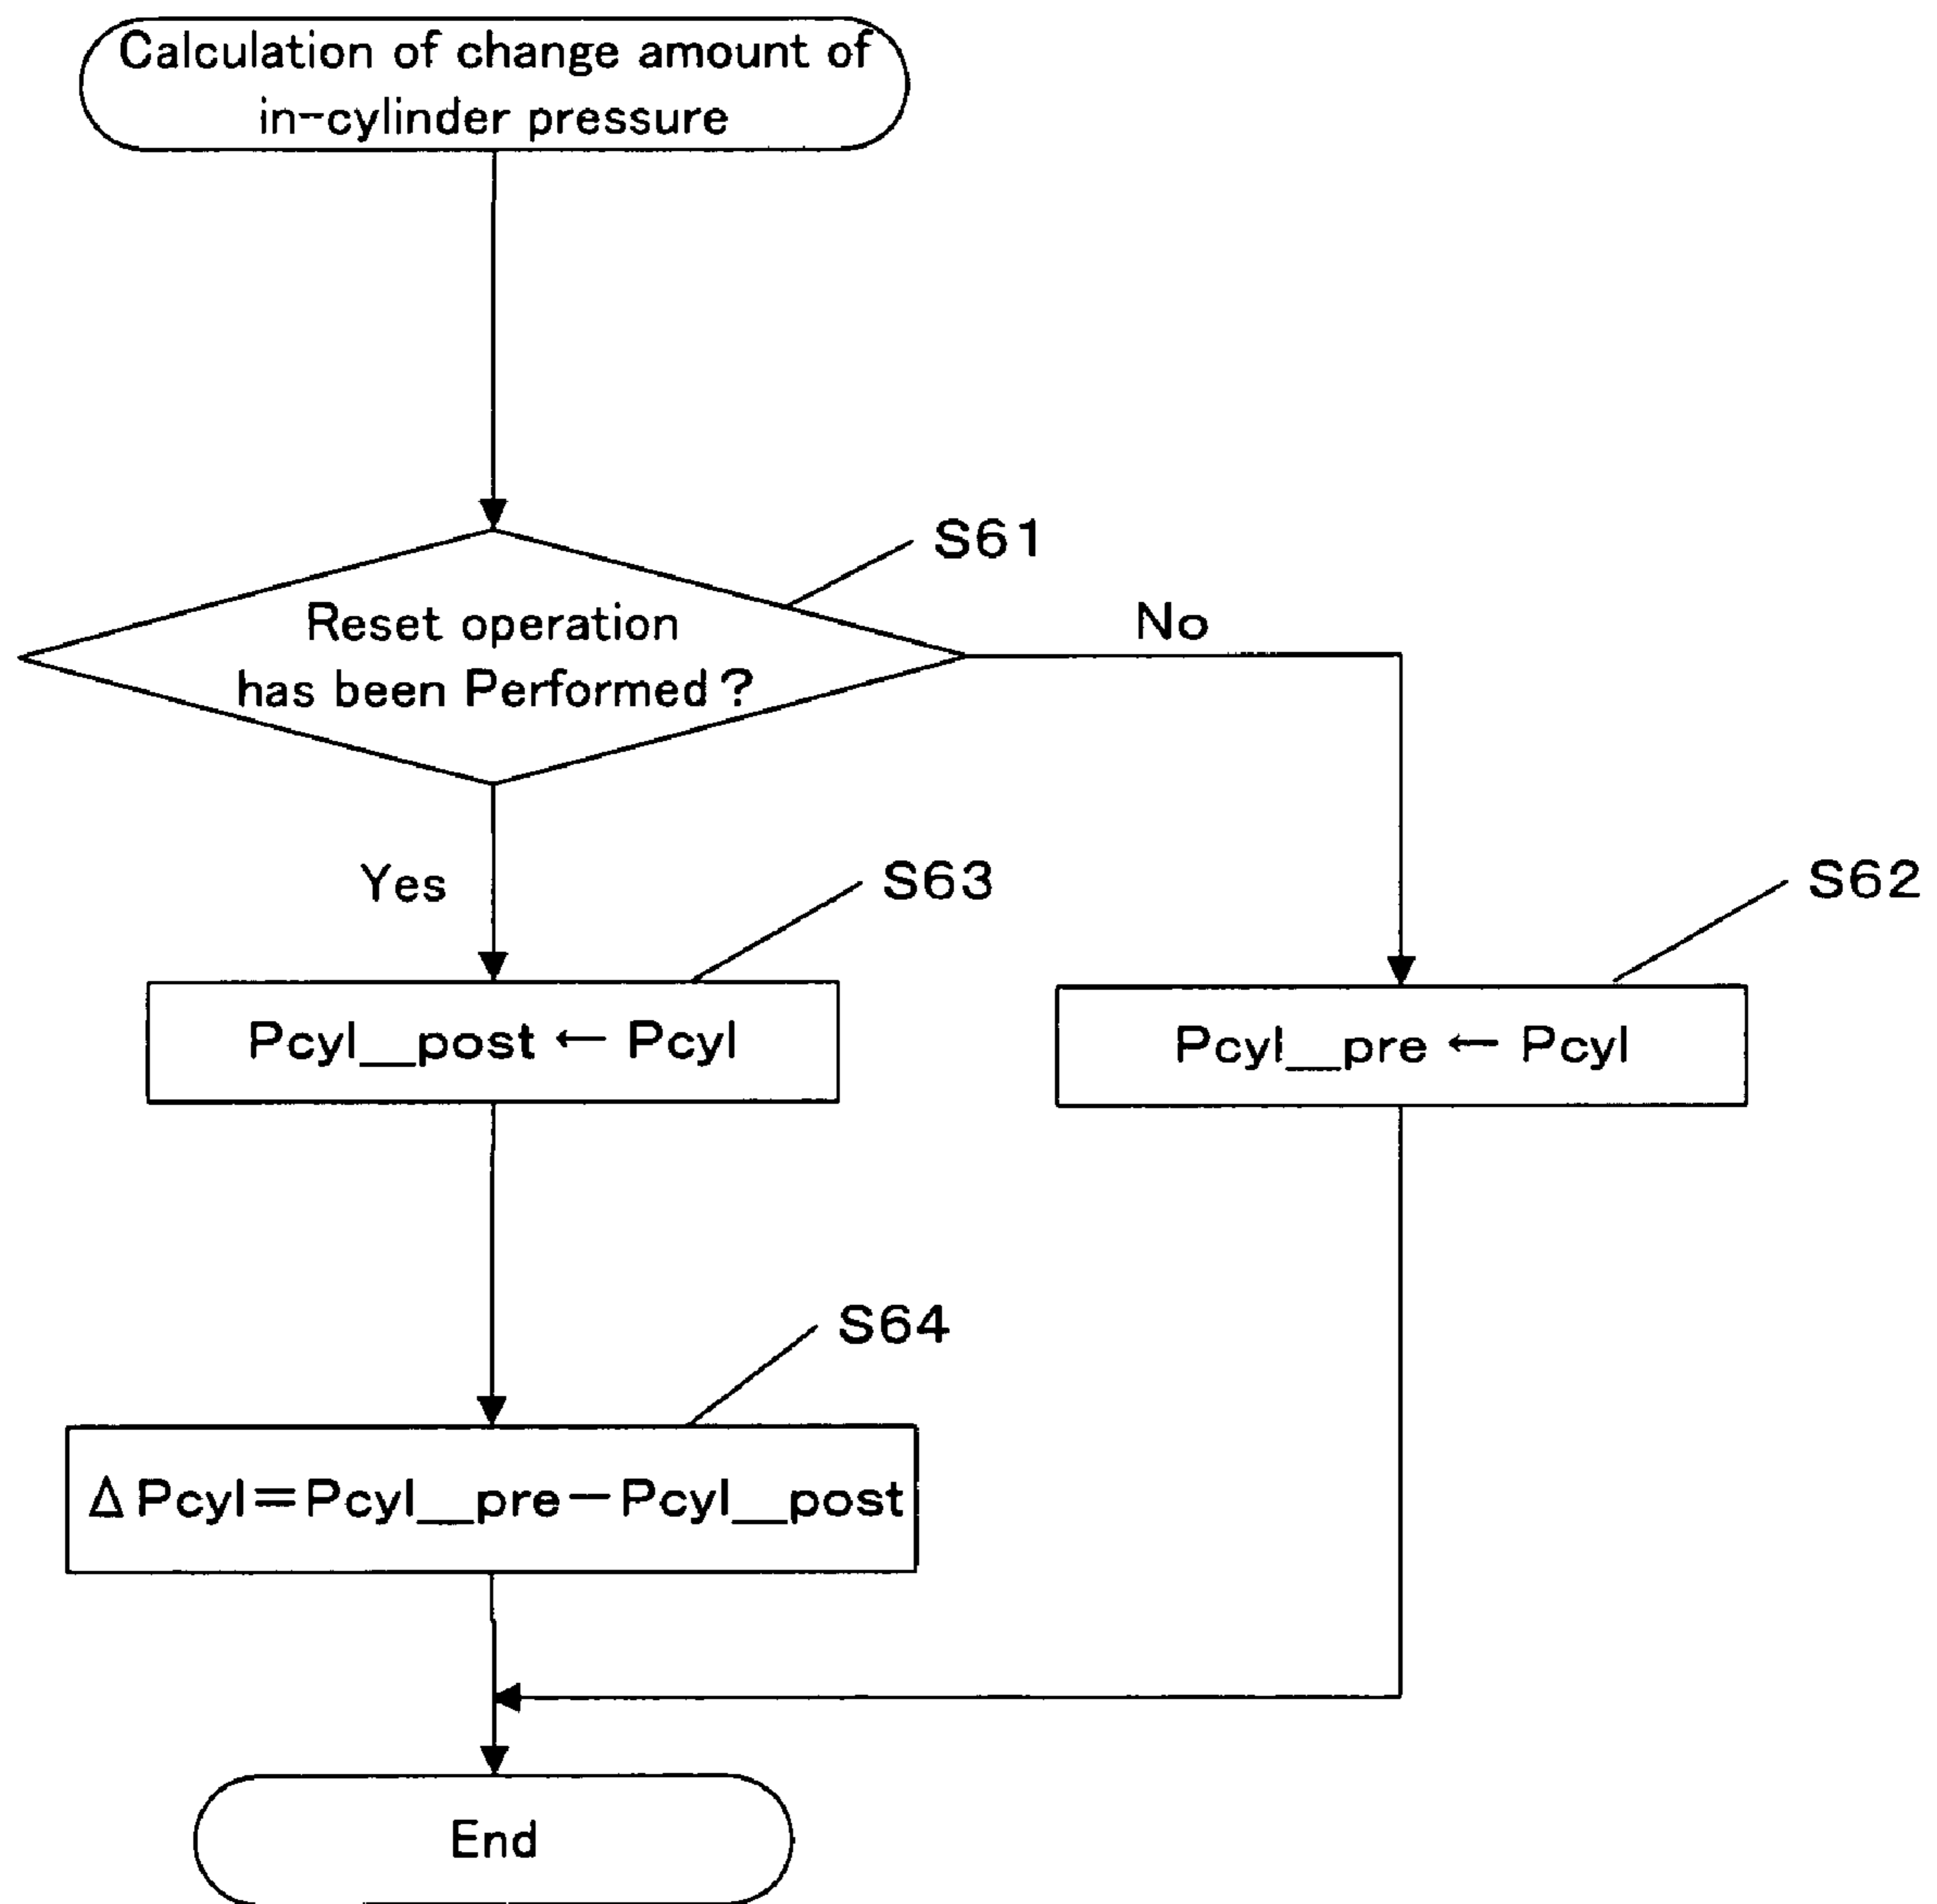 Calculation of change amount of
in-cylinder pressure
S61
Reset operation
has been Performed?
No
Yes
S63
S62
Pcyl__post ← Pcyl
Pcyl__pre ← Pcyl
S64
Δ Pcyl=Pcyl__pre−Pcyl__post
End